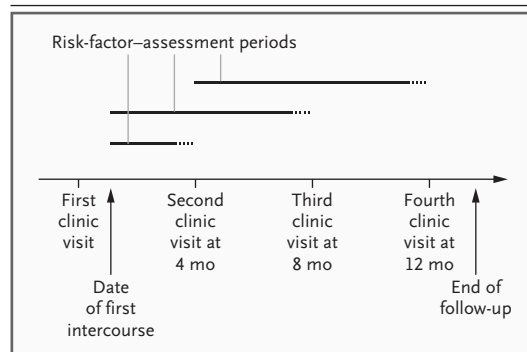 Risk-factor–assessment periods
First
clinic
visit
Second
clinic
visit at
4 mo
Third
clinic
visit at
8 mo
Fourth
clinic
visit at
12 mo
Date
of first
intercourse
End of
follow-up